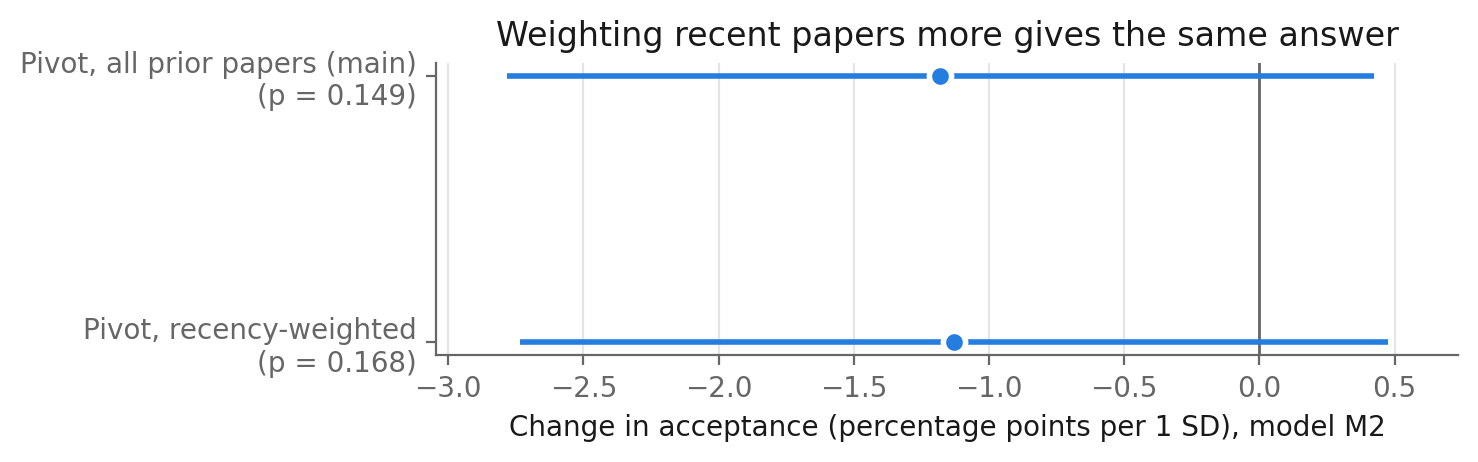 Weighting recent papers more gives the same answer
Pivot, all prior papers (main)
(p = 0.149)
Pivot, recency-weighted
(p = 0.168)
−3.0 −2.5 −2.0 −1.5 −1.0 −0.5 0.0 0.5
Change in acceptance (percentage points per 1 SD), model M2